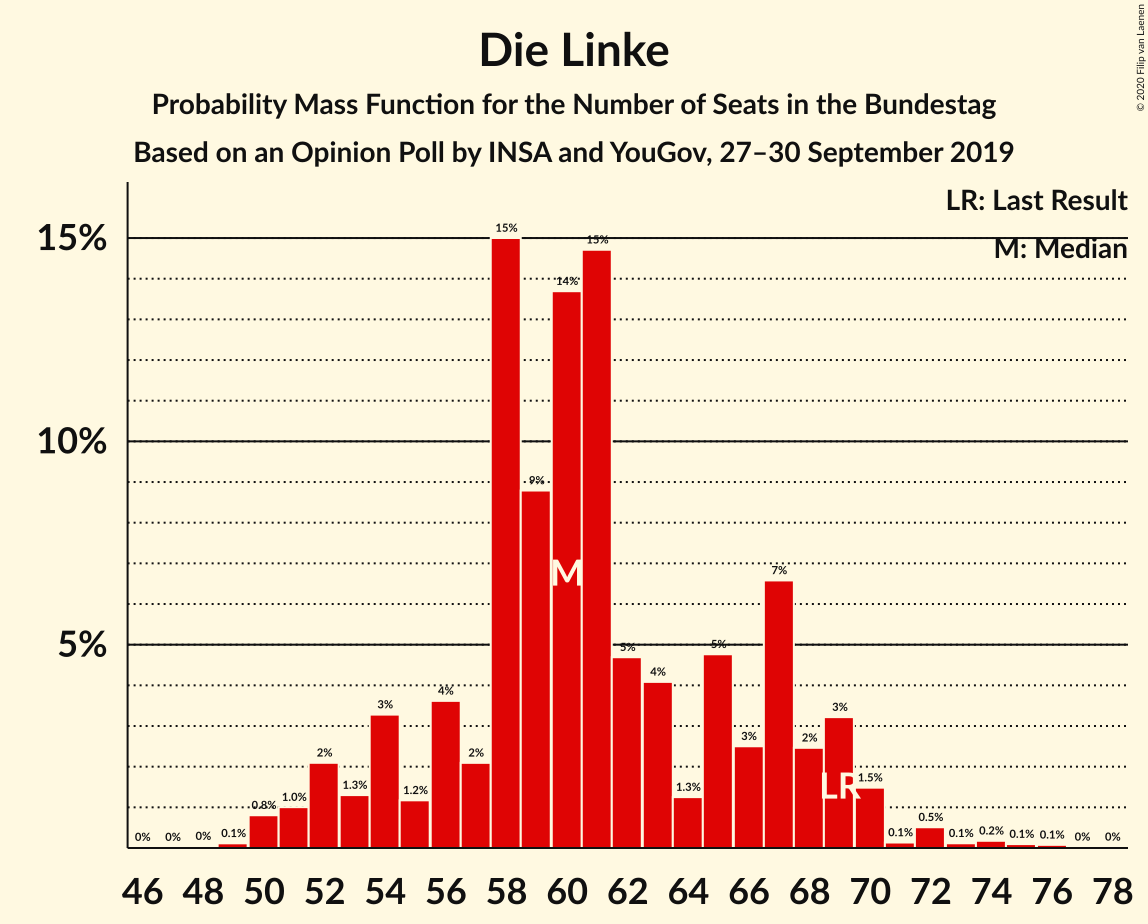 Die Linke
Probability Mass Function for the Number of Seats in the Bundestag
Based on an Opinion Poll by INSA and YouGov, 27–30 September 2019
© 2020 Filip van Laenen
LR: Last Result
M: Median
15%
10%
5%
0% 0% 0% 0.1% 0.8% 1.0% 2% 1.3% 3% 1.2% 4% 2% 15% 9% 14% 15% 5% 4% 1.3% 5% 3% 7% 2% 3% 1.5% 0.1% 0.5% 0.1% 0.2% 0.1% 0.1% 0% 0%
M
LR
46 48 50 52 54 56 58 60 62 64 66 68 70 72 74 76 78